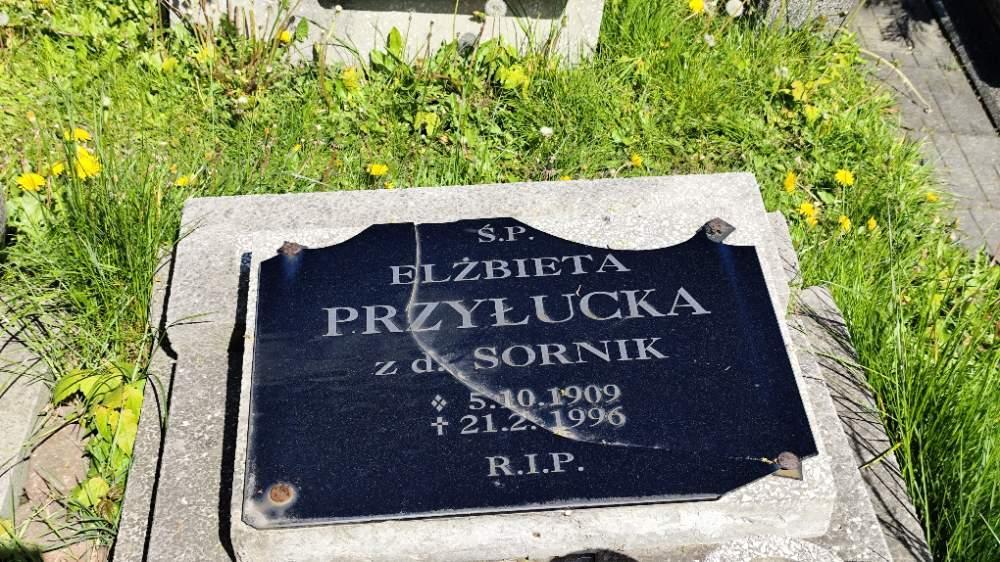 Ś.P.
ELŻBIETA
PRZYŁUCKA
z d. SORNIK
❖ 5.10.1909
✝ 21.2.1996
R.I.P.